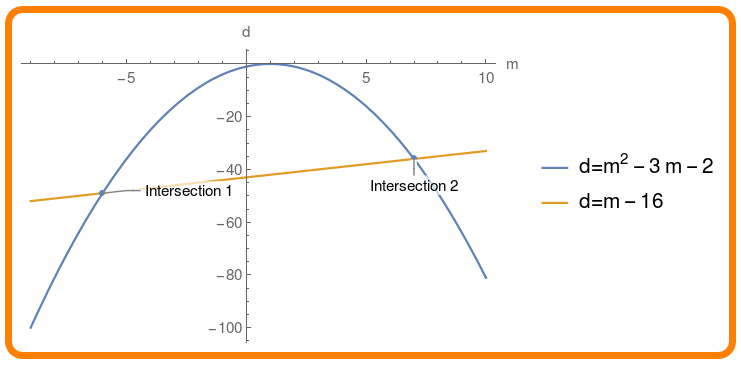 d
−5
5
10
m
−20
−40
−60
−80
−100
Intersection 1
Intersection 2
d=m² − 3 m − 2
d=m − 16